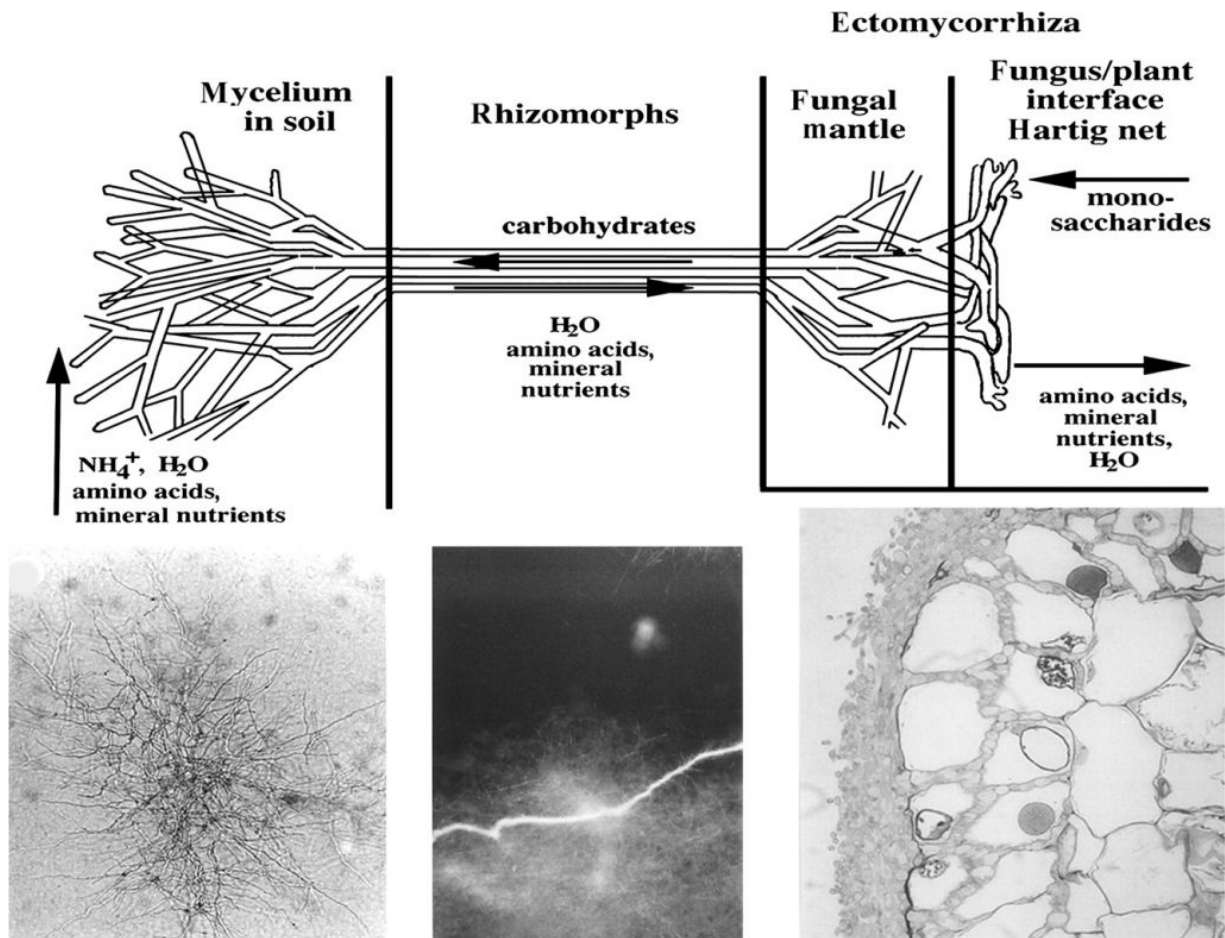 Ectomycorrhiza
Mycelium
in soil
Rhizomorphs
Fungal
mantle
Fungus/plant
interface
Hartig net
mono-
saccharides
carbohydrates
H₂O
amino acids,
mineral
nutrients
amino acids,
mineral
nutrients,
H₂O
NH₄⁺, H₂O
amino acids,
mineral nutrients